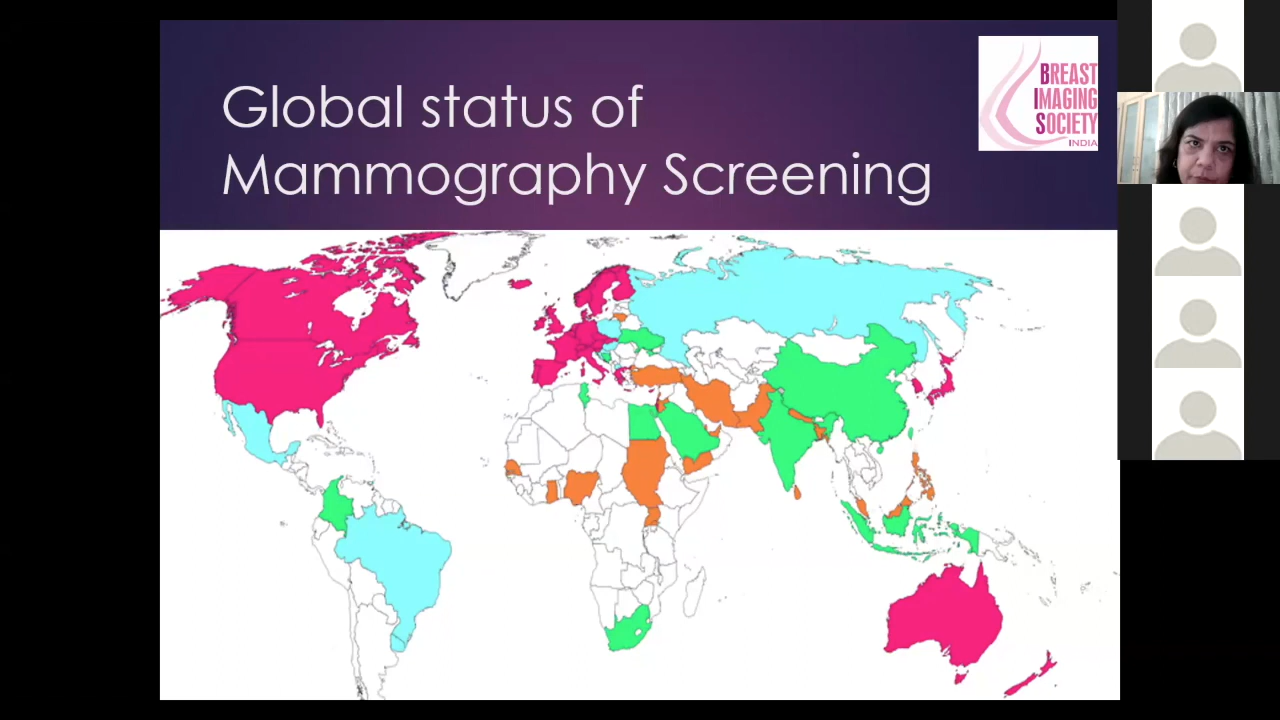 Global status of
Mammography Screening
BREAST
IMAGING
SOCIETY
INDIA